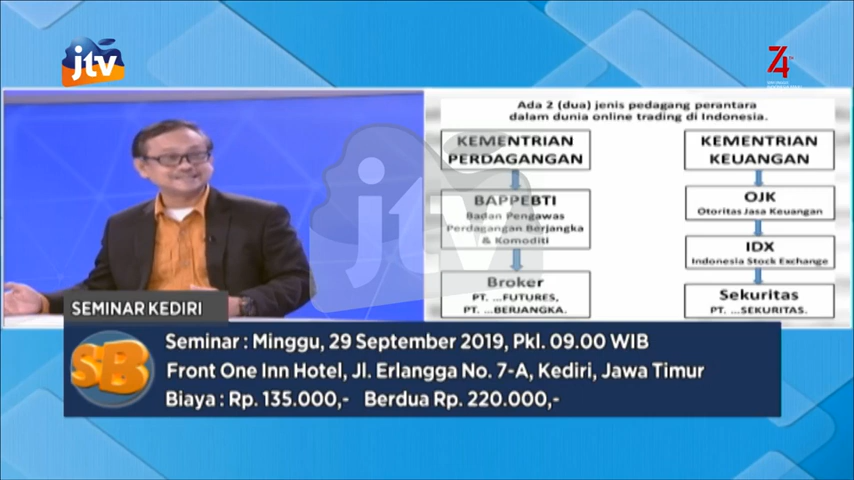 jtv
74
TH
Ada 2 (dua) jenis pedagang perantara
dalam dunia online trading di Indonesia.
KEMENTRIAN
PERDAGANGAN
BAPPEBTI
Badan Pengawas
Perdagangan Berjangka
& Komoditi
Broker
PT. ...FUTURES,
PT. ...BERJANGKA.
KEMENTRIAN
KEUANGAN
OJK
Otoritas Jasa Keuangan
IDX
Indonesia Stock Exchange
Sekuritas
PT. ...SEKURITAS.
jtv
SEMINAR KEDIRI
SB
Seminar : Minggu, 29 September 2019, Pkl. 09.00 WIB
Front One Inn Hotel, Jl. Erlangga No. 7-A, Kediri, Jawa Timur
Biaya : Rp. 135.000,- Berdua Rp. 220.000,-